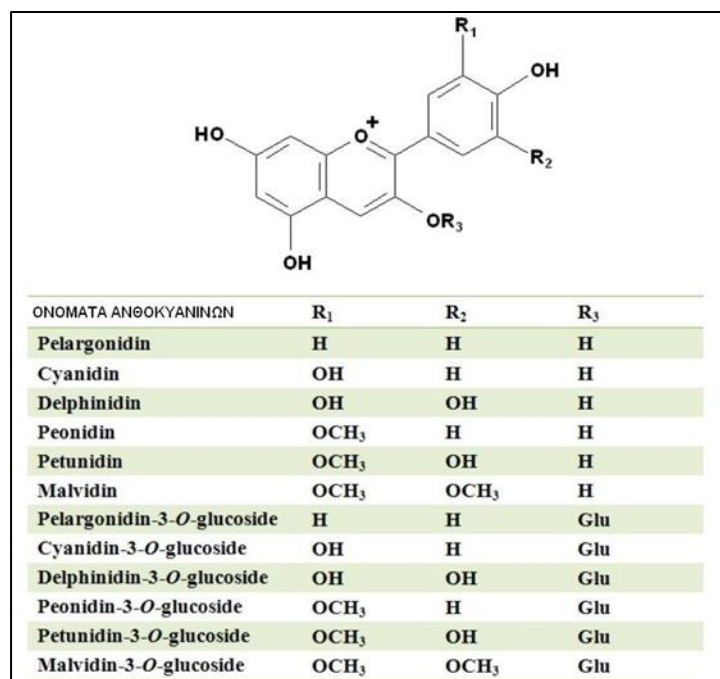 R₁
OH
HO
O⁺
R₂
OR₃
OH
ΟΝΟΜΑΤΑ ΑΝΘΟΚΥΑΝΙΝΩΝ R₁ R₂ R₃
Pelargonidin H H H
Cyanidin OH H H
Delphinidin OH OH H
Peonidin OCH₃ H H
Petunidin OCH₃ OH H
Malvidin OCH₃ OCH₃ H
Pelargonidin-3-O-glucoside H H Glu
Cyanidin-3-O-glucoside OH H Glu
Delphinidin-3-O-glucoside OH OH Glu
Peonidin-3-O-glucoside OCH₃ H Glu
Petunidin-3-O-glucoside OCH₃ OH Glu
Malvidin-3-O-glucoside OCH₃ OCH₃ Glu